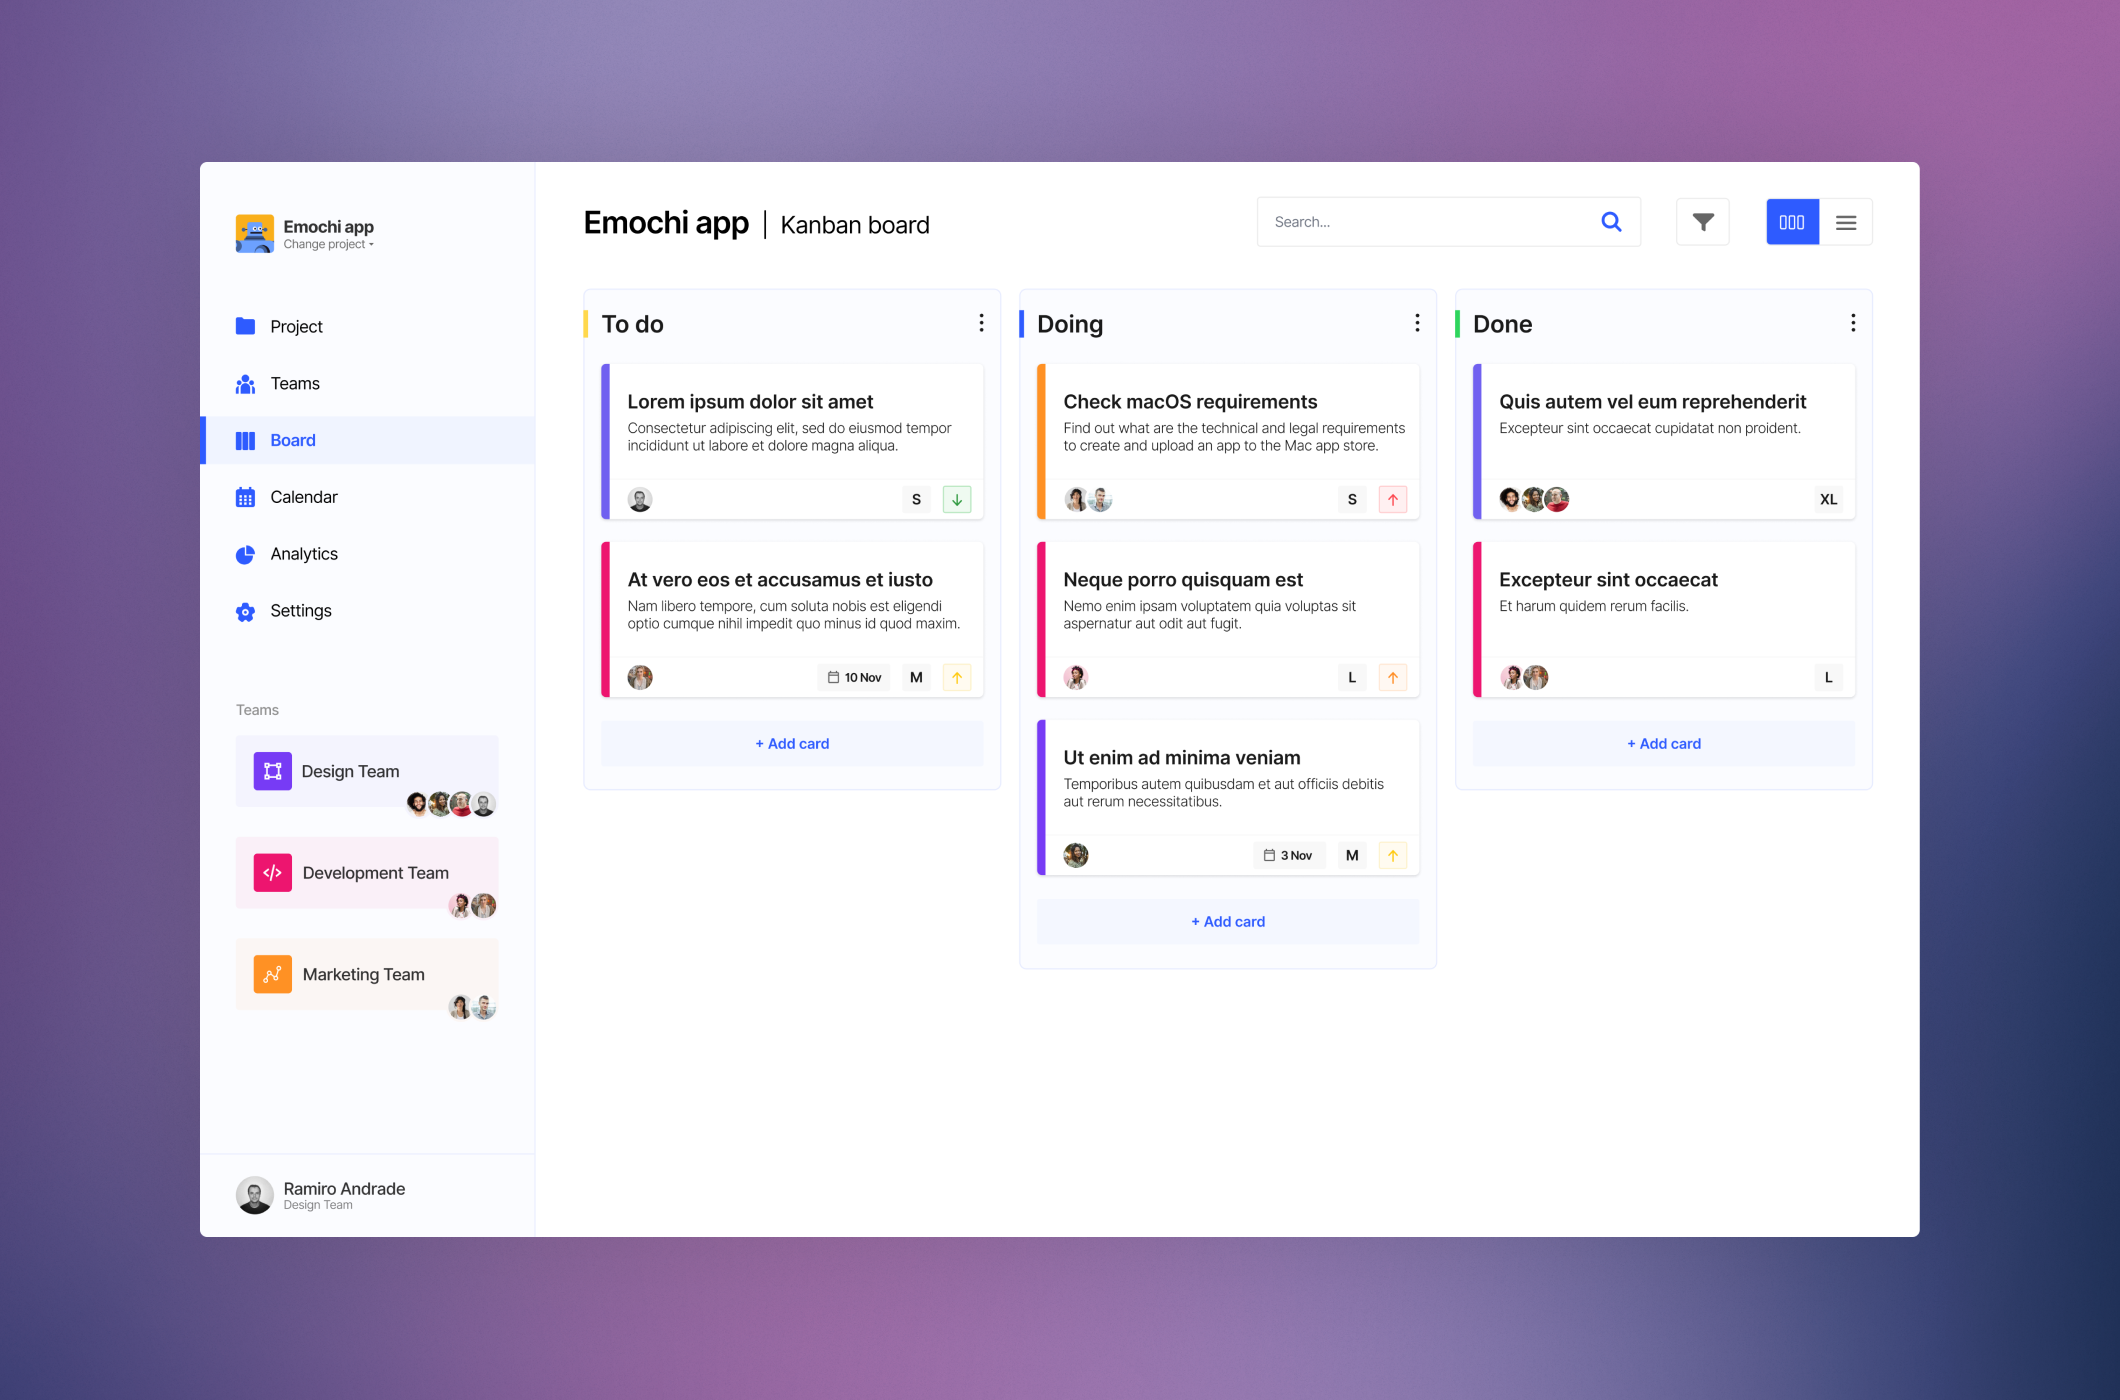 Emochi app
Change project
Project
Teams
Board
Calendar
Analytics
Settings
Teams
Design Team
Development Team
Marketing Team
Ramiro Andrade
Design Team
Emochi app | Kanban board
Search...
To do
Lorem ipsum dolor sit amet
Consectetur adipiscing elit, sed do eiusmod tempor
incididunt ut labore et dolore magna aliqua.
S
At vero eos et accusamus et iusto
Nam libero tempore, cum soluta nobis est eligendi
optio cumque nihil impedit quo minus id quod maxim.
10 Nov M
+ Add card
Doing
Check macOS requirements
Find out what are the technical and legal requirements
to create and upload an app to the Mac app store.
S
Neque porro quisquam est
Nemo enim ipsam voluptatem quia voluptas sit
aspernatur aut odit aut fugit.
L
Ut enim ad minima veniam
Temporibus autem quibusdam et aut officiis debitis
aut rerum necessitatibus.
3 Nov M
+ Add card
Done
Quis autem vel eum reprehenderit
Excepteur sint occaecat cupidatat non proident.
XL
Excepteur sint occaecat
Et harum quidem rerum facilis.
L
+ Add card